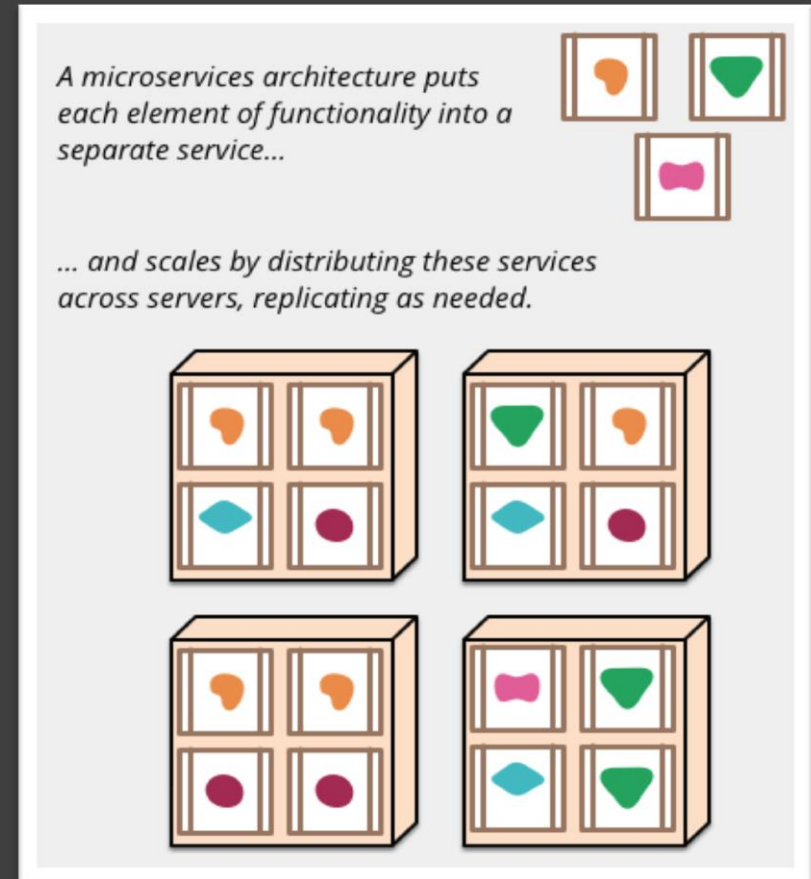 A microservices architecture puts
each element of functionality into a
separate service...
... and scales by distributing these services
across servers, replicating as needed.